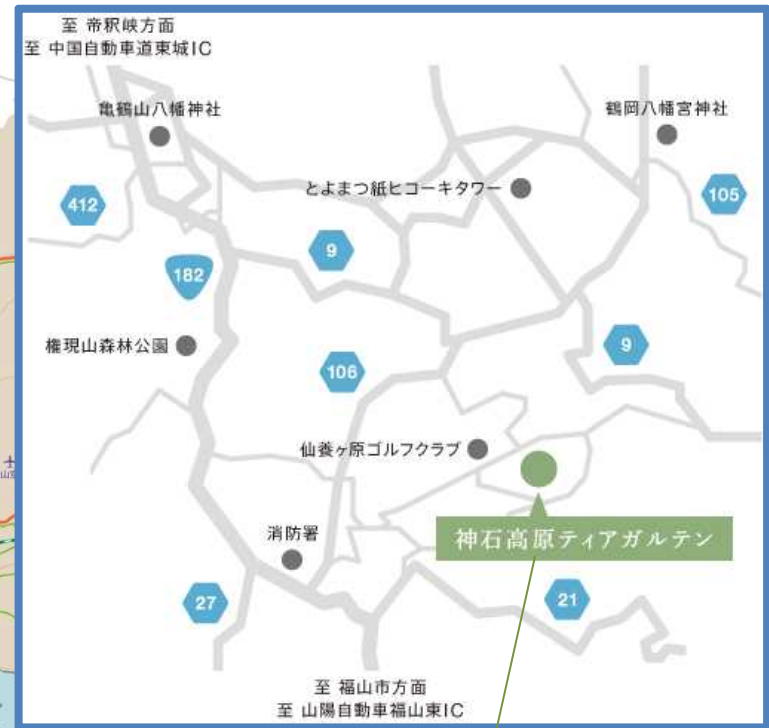 至 帝釈峡方面
至 中国自動車道東城IC
亀鶴山八幡神社
鶴岡八幡宮神社
とよまつ紙ヒコーキタワー
412
105
9
182
権現山森林公園
9
106
仙養ヶ原ゴルフクラブ
神石高原ティアガルテン
消防署
27
21
至 福山市方面
至 山陽自動車福山東IC